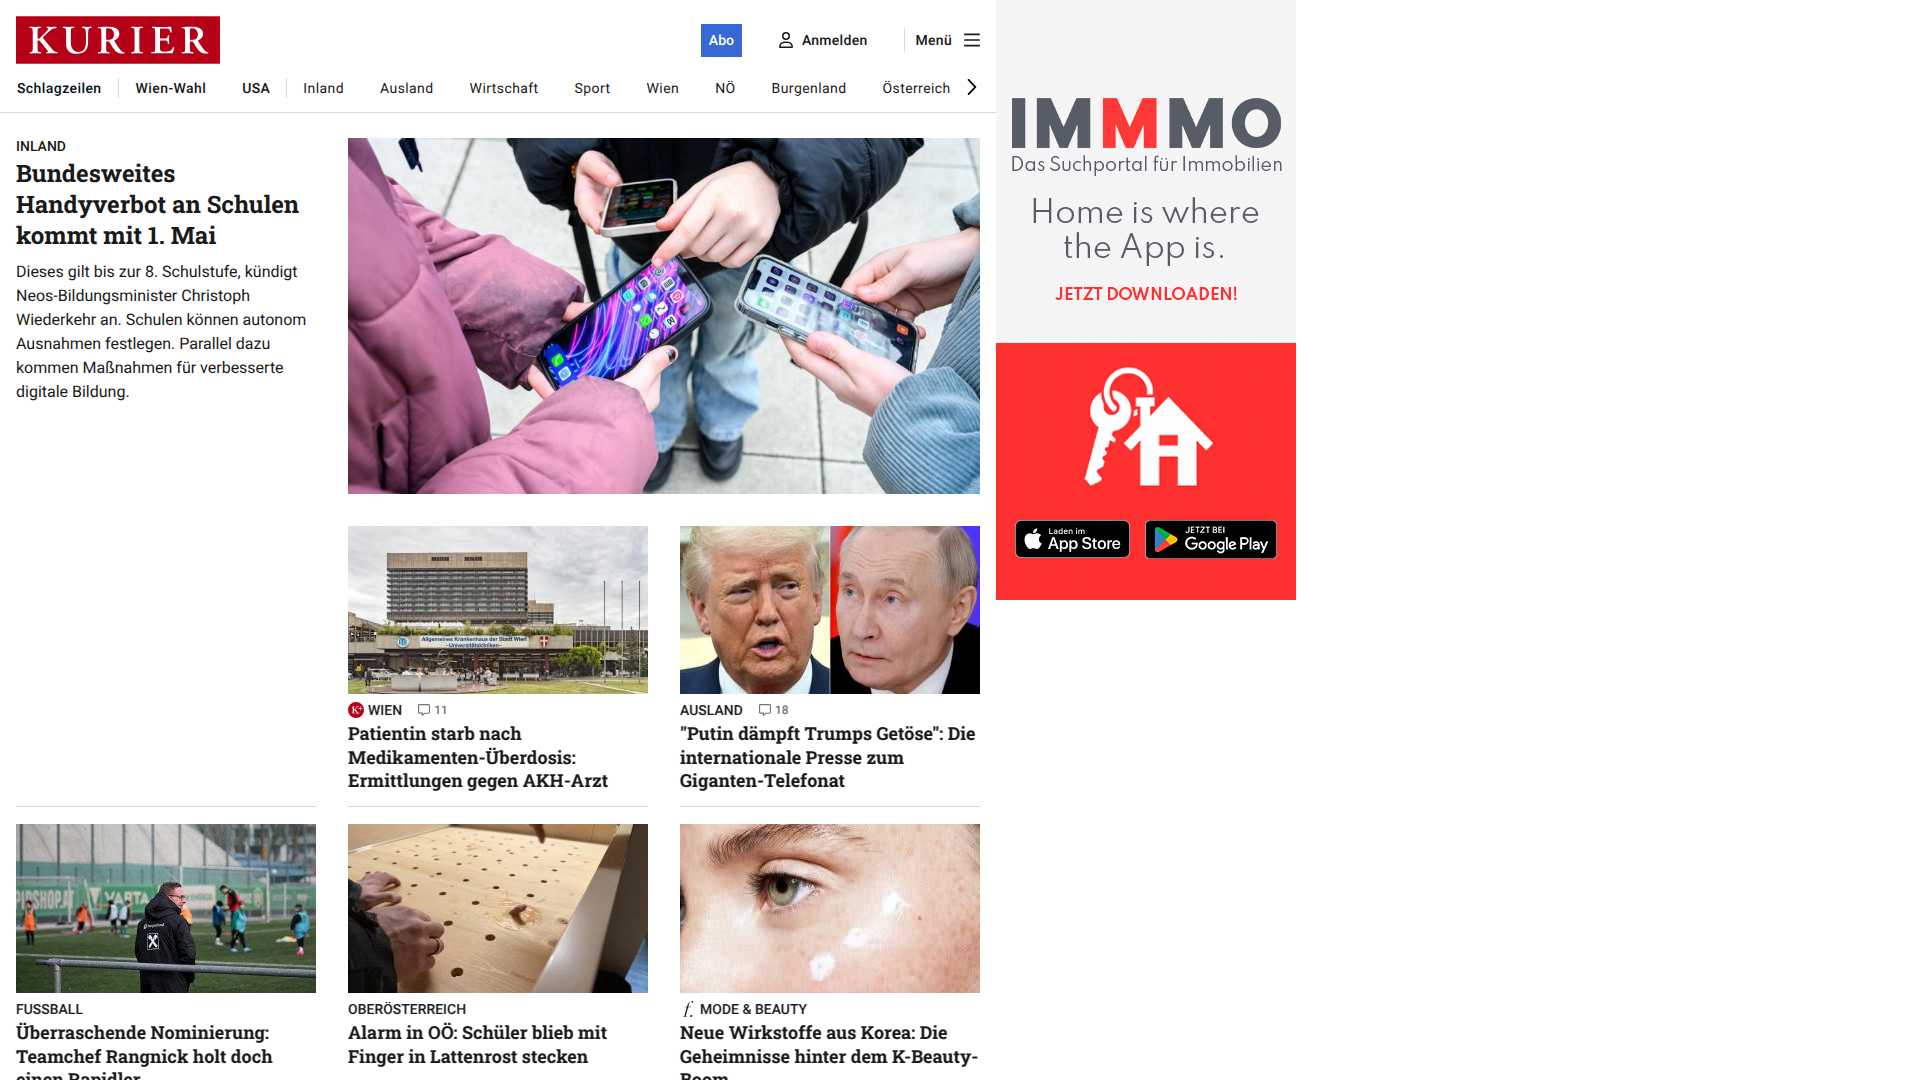 KURIER
Abo
Anmelden
Menü
Schlagzeilen
Wien-Wahl
USA
Inland
Ausland
Wirtschaft
Sport
Wien
NÖ
Burgenland
Österreich
INLAND
Bundesweites
Handyverbot an Schulen
kommt mit 1. Mai
Dieses gilt bis zur 8. Schulstufe, kündigt
Neos-Bildungsminister Christoph
Wiederkehr an. Schulen können autonom
Ausnahmen festlegen. Parallel dazu
kommen Maßnahmen für verbesserte
digitale Bildung.
IMMMO
Das Suchportal für Immobilien
Home is where
the App is.
JETZT DOWNLOADEN!
Laden im
App Store
JETZT BEI
Google Play
Allgemeines Krankenhaus der Stadt Wien
-Universitätskliniken-
K+ WIEN 11
Patientin starb nach
Medikamenten-Überdosis:
Ermittlungen gegen AKH-Arzt
AUSLAND 18
"Putin dämpft Trumps Getöse": Die
internationale Presse zum
Giganten-Telefonat
VARTA
FUSSBALL
Überraschende Nominierung:
Teamchef Rangnick holt doch
einen Rapidler
OBERÖSTERREICH
Alarm in OÖ: Schüler blieb mit
Finger in Lattenrost stecken
f. MODE & BEAUTY
Neue Wirkstoffe aus Korea: Die
Geheimnisse hinter dem K-Beauty-
Boom